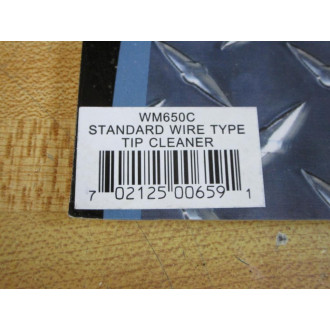 WM650C
STANDARD WIRE TYPE
TIP CLEANER
7 02125 00659 1